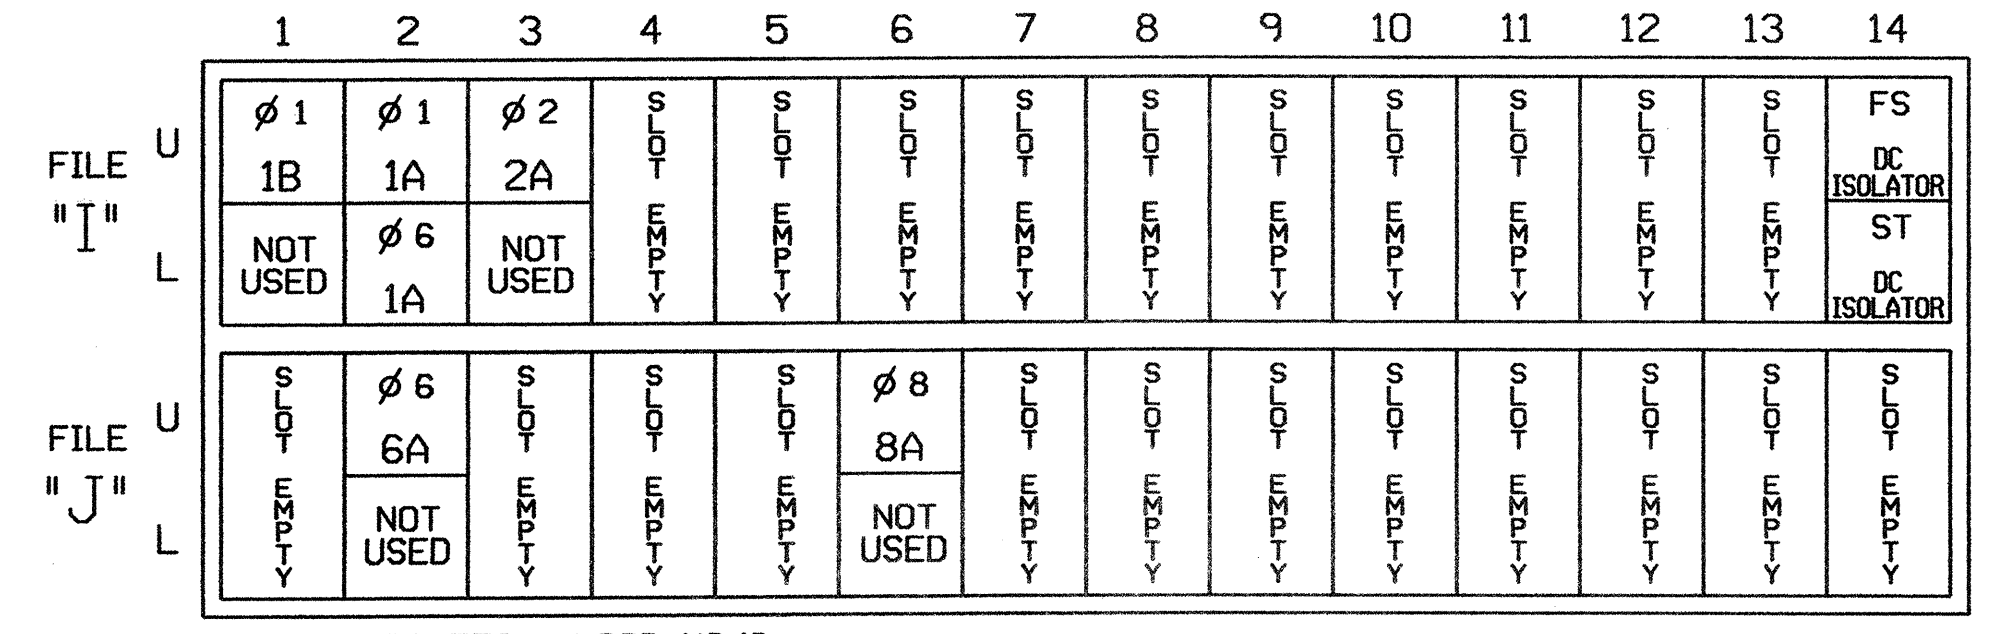 1 2 3 4 5 6 7 8 9 10 11 12 13 14
FILE "I"
U
L
Ø 1 1B
NOT USED
Ø 1 1A
Ø 6 1A
Ø 2 2A
NOT USED
SLOT EMPTY
SLOT EMPTY
SLOT EMPTY
SLOT EMPTY
SLOT EMPTY
SLOT EMPTY
SLOT EMPTY
SLOT EMPTY
SLOT EMPTY
SLOT EMPTY
FS DC ISOLATOR
ST DC ISOLATOR
FILE "J"
U
L
SLOT EMPTY
Ø 6 6A
NOT USED
SLOT EMPTY
SLOT EMPTY
SLOT EMPTY
Ø 8 8A
NOT USED
SLOT EMPTY
SLOT EMPTY
SLOT EMPTY
SLOT EMPTY
SLOT EMPTY
SLOT EMPTY
SLOT EMPTY
SLOT EMPTY